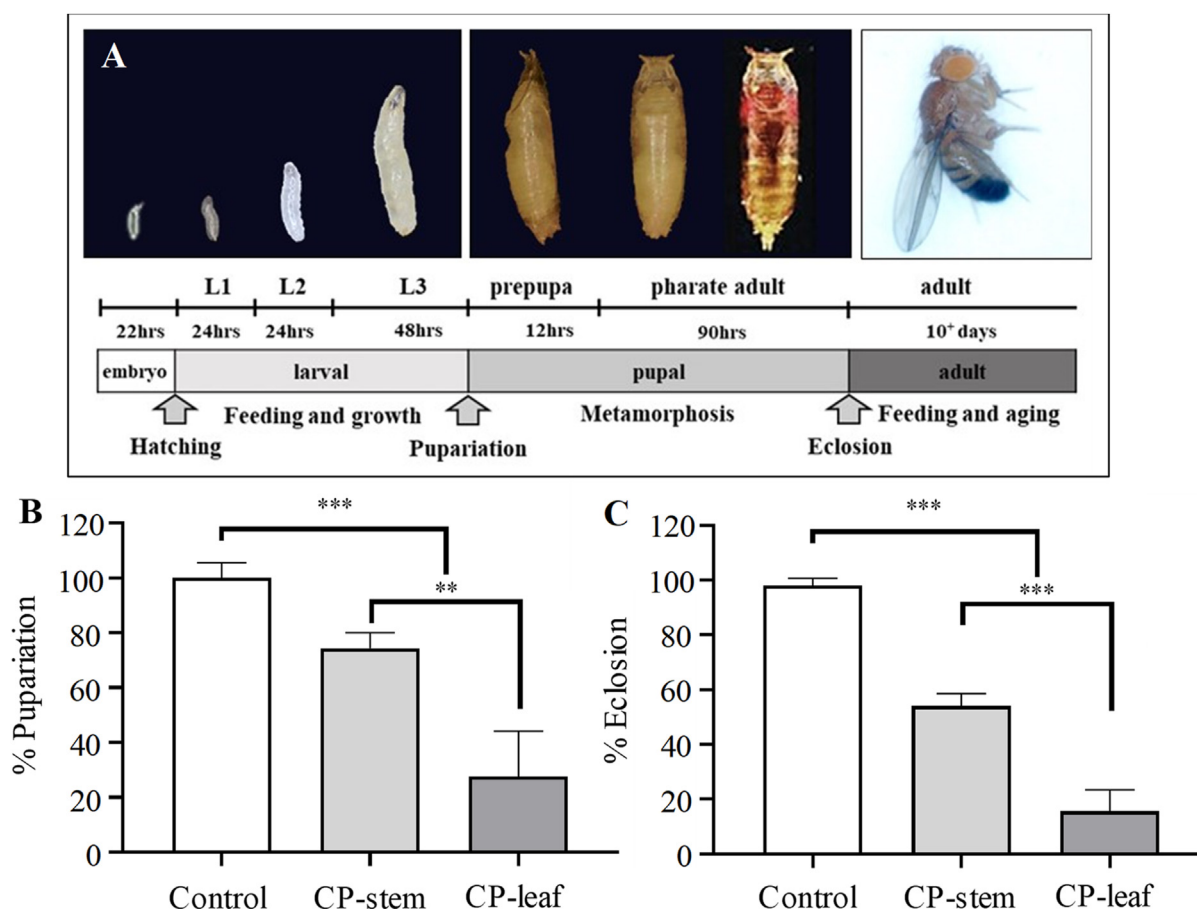 A
L1 L2 L3 prepupa pharate adult adult
22hrs 24hrs 24hrs 48hrs 12hrs 90hrs 10⁺ days
embryo larval pupal adult
Feeding and growth Metamorphosis Feeding and aging
Hatching Pupariation Eclosion
B
% Pupariation
120
100
80
60
40
20
0
***
**
Control CP-stem CP-leaf
C
% Eclosion
120
100
80
60
40
20
0
***
***
Control CP-stem CP-leaf